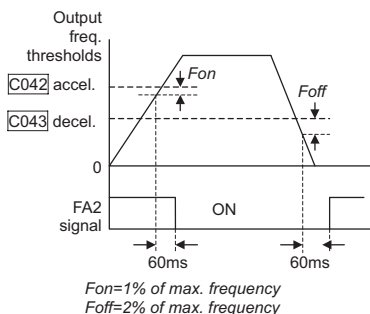 Output
freq.
thresholds
C042 accel.
Fon
Foff
C043 decel.
0
FA2
signal
ON
60ms
60ms
Fon=1% of max. frequency
Foff=2% of max. frequency